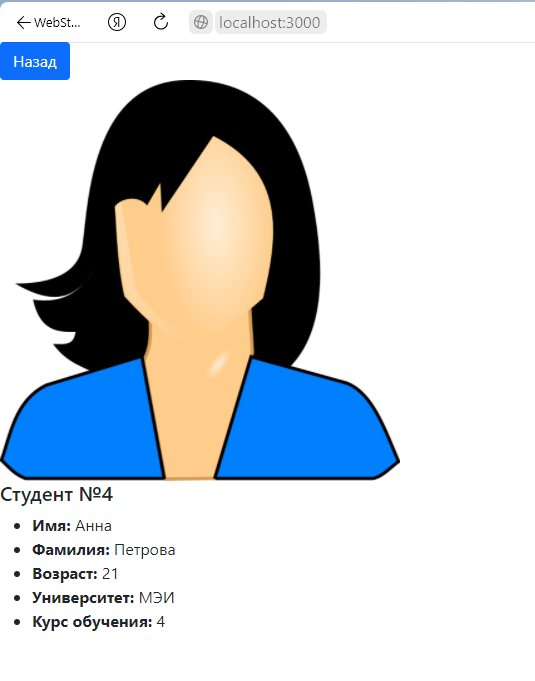 WebSt...
Я
localhost:3000
Назад
Студент №4
Имя: Анна
Фамилия: Петрова
Возраст: 21
Университет: МЭИ
Курс обучения: 4